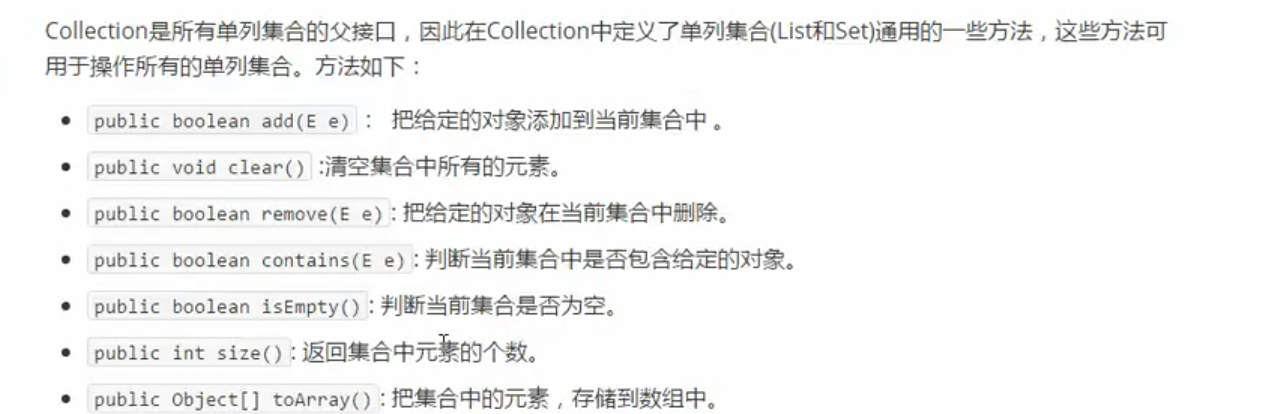 Collection是所有单列集合的父接口，因此在Collection中定义了单列集合(List和Set)通用的一些方法，这些方法可
用于操作所有的单列集合。方法如下：
public boolean add(E e) ： 把给定的对象添加到当前集合中 。
public void clear() :清空集合中所有的元素。
public boolean remove(E e) : 把给定的对象在当前集合中删除。
public boolean contains(E e) : 判断当前集合中是否包含给定的对象。
public boolean isEmpty() : 判断当前集合是否为空。
public int size() : 返回集合中元素的个数。
public Object[] toArray() : 把集合中的元素，存储到数组中。